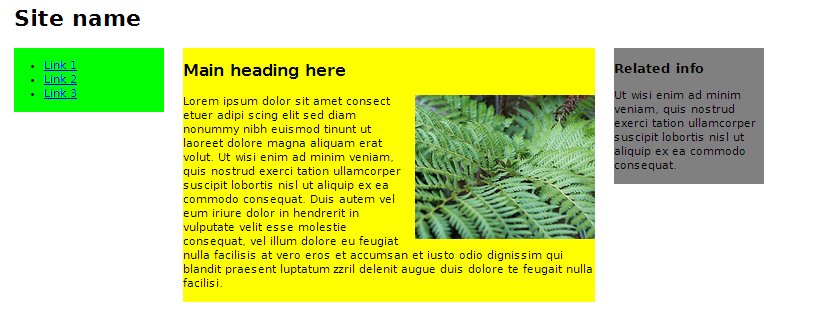 Site name
Link 1
Link 2
Link 3
Main heading here
Lorem ipsum dolor sit amet consect
etuer adipi scing elit sed diam
nonummy nibh euismod tinunt ut
laoreet dolore magna aliquam erat
volut. Ut wisi enim ad minim veniam,
quis nostrud exerci tation ullamcorper
suscipit lobortis nisl ut aliquip ex ea
commodo consequat. Duis autem vel
eum iriure dolor in hendrerit in
vulputate velit esse molestie
consequat, vel illum dolore eu feugiat
nulla facilisis at vero eros et accumsan et iusto odio dignissim qui
blandit praesent luptatum zzril delenit augue duis dolore te feugait nulla
facilisi.
Related info
Ut wisi enim ad minim
veniam, quis nostrud
exerci tation ullamcorper
suscipit lobortis nisl ut
aliquip ex ea commodo
consequat.